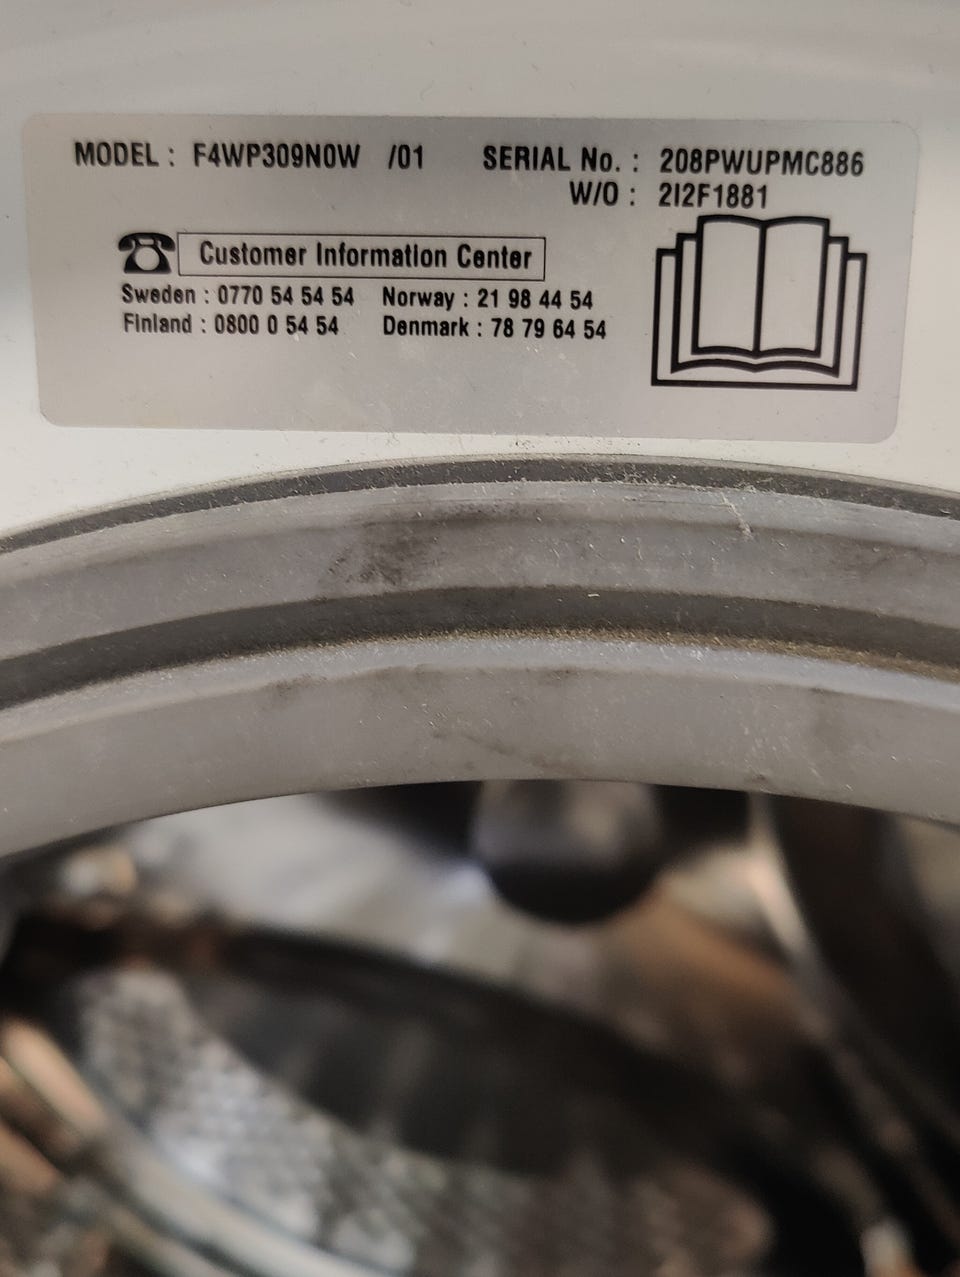 MODEL : F4WP309N0W /01 SERIAL No. : 208PWUPMC886
W/O : 2I2F1881
Customer Information Center
Sweden : 0770 54 54 54 Norway : 21 98 44 54
Finland : 0800 0 54 54 Denmark : 78 79 64 54